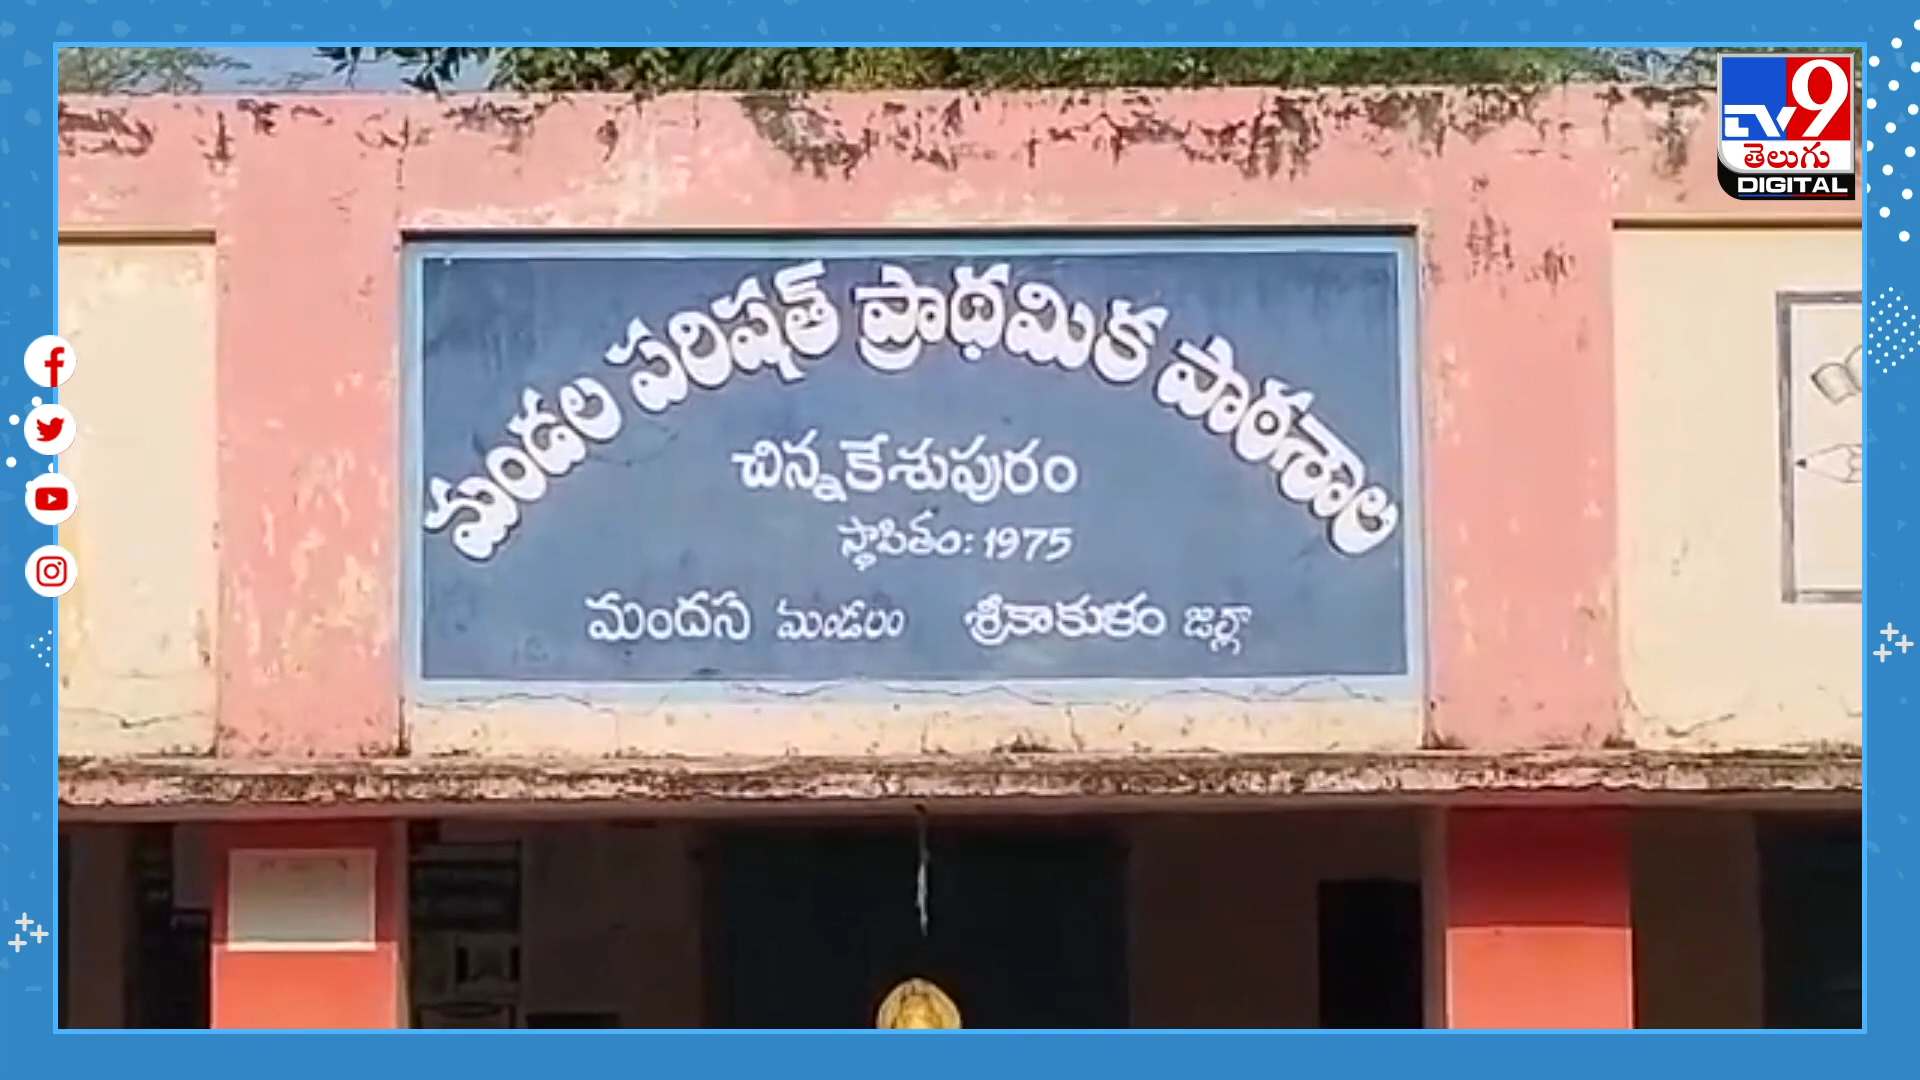 TV9
తెలుగు
DIGITAL
మండల పరిషత్ ప్రాథమిక పాఠశాల
చిన్నకేశుపురం
స్థాపితం: 1975
మందస మండలం శ్రీకాకుళం జిల్లా